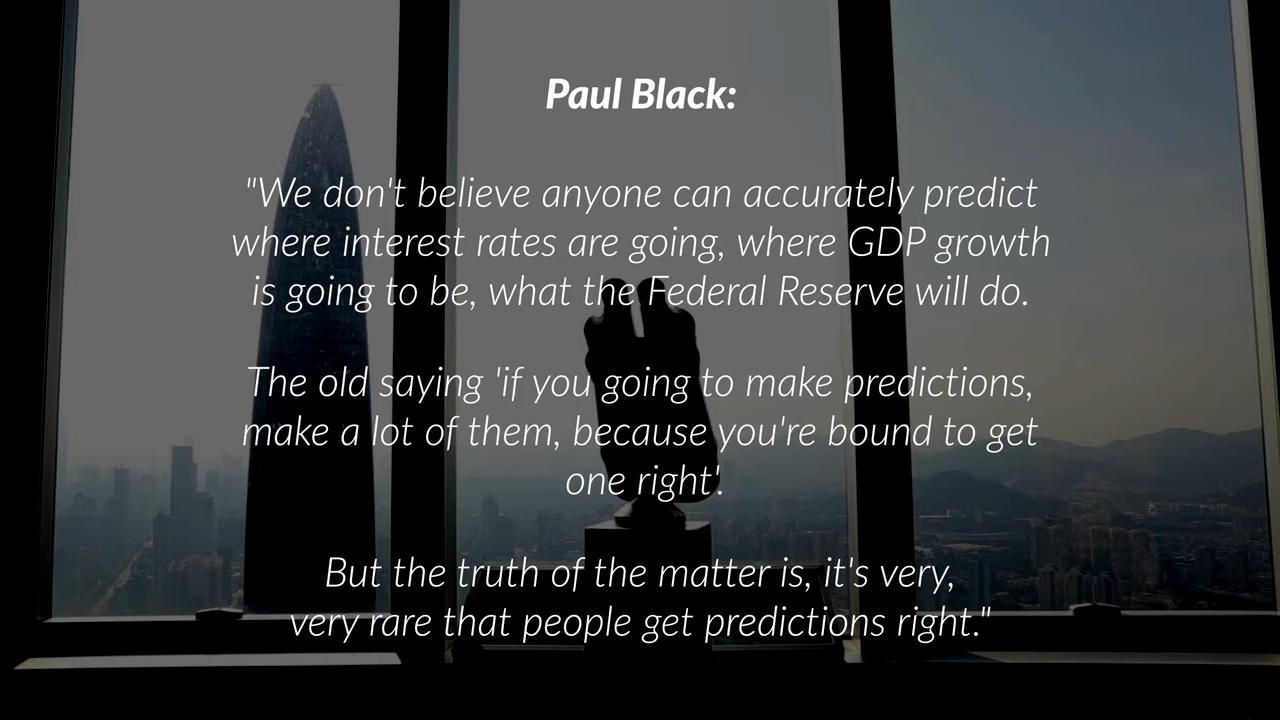 Paul Black:
"We don't believe anyone can accurately predict
where interest rates are going, where GDP growth
is going to be, what the Federal Reserve will do.
The old saying 'if you going to make predictions,
make a lot of them, because you're bound to get
one right'.
But the truth of the matter is, it's very,
very rare that people get predictions right."